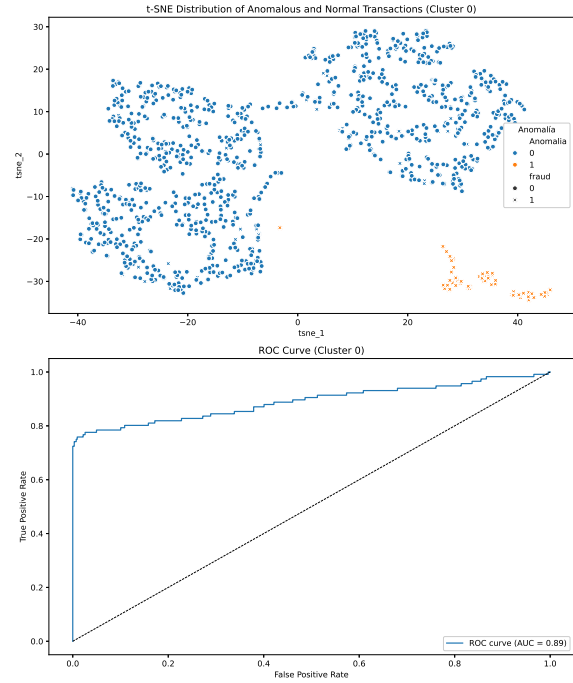 t-SNE Distribution of Anomalous and Normal Transactions (Cluster 0)
30
20
10
0
−10
−20
−30
tsne_2
−40
−20
0
20
40
tsne_1
Anomalía
Anomalia
0
1
fraud
0
1
ROC Curve (Cluster 0)
1.0
0.8
0.6
0.4
0.2
0.0
True Positive Rate
0.0
0.2
0.4
0.6
0.8
1.0
False Positive Rate
ROC curve (AUC = 0.89)